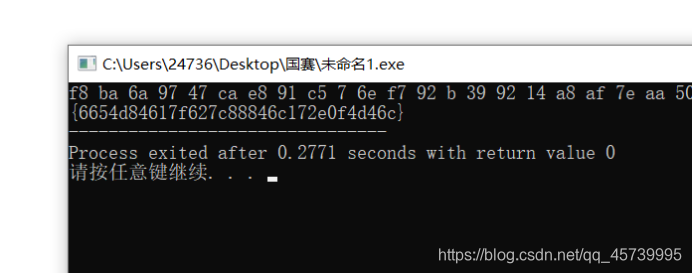 C:\Users\24736\Desktop\国赛\未命名1.exe
f8 ba 6a 97 47 ca e8 91 c5 7 6e f7 92 b 39 92 14 a8 af 7e aa 50
{6654d84617f627c88846c172e0f4d46c}
--------------------------------
Process exited after 0.2771 seconds with return value 0
请按任意键继续. . .
https://blog.csdn.net/qq_45739995